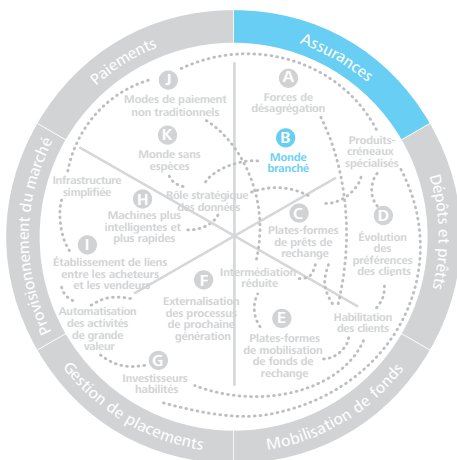 Paiements
Assurances
Dépôts et prêts
Mobilisation de fonds
Gestion de placements
Provisionnement du marché
J
Modes de paiement
non traditionnels
K
Monde sans
espèces
A
Forces de
désagrégation
B
Monde
branché
Produits-
créneaux
spécialisés
Infrastructure
simplifiée
Rôle stratégique
des données
H
Machines plus
intelligentes et
plus rapides
C
Plates-formes
de prêts de
rechange
D
Évolution
des
préférences
des clients
I
Établissement de liens
entre les acheteurs
et les vendeurs
F
Externalisation
des processus
de prochaine
génération
Intermédiation
réduite
Automatisation
des activités
de grande
valeur
E
Plates-formes
de mobilisation
de fonds de
rechange
Habilitation
des clients
G
Investisseurs
habilités